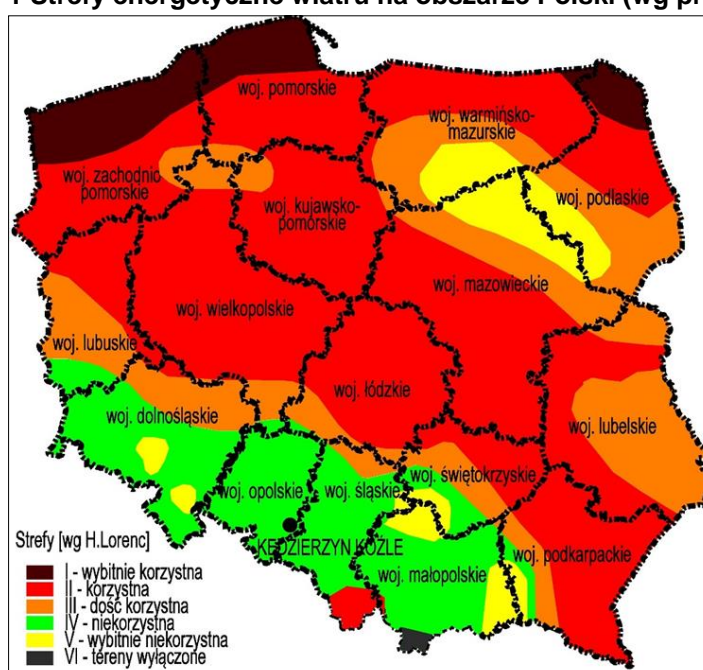 Strefy energetyczne wiatru na obszarze Polski (wg pr
woj. pomorskie
woj. warmińsko-
mazurskie
woj. zachodnio
pomorskie
woj. kujawsko-
pomorskie
woj. podlaskie
woj. mazowieckie
woj. wielkopolskie
woj. lubuskie
woj. łódzkie
woj. dolnośląskie
woj. lubelskie
woj. opolskie
woj. śląskie
woj. świętokrzyskie
KĘDZIERZYN KOŹLE
woj. podkarpackie
woj. małopolskie
Strefy [wg H.Lorenc]
I - wybitnie korzystna
II - korzystna
III - dość korzystna
IV - niekorzystna
V - wybitnie niekorzystna
VI - tereny wyłączone